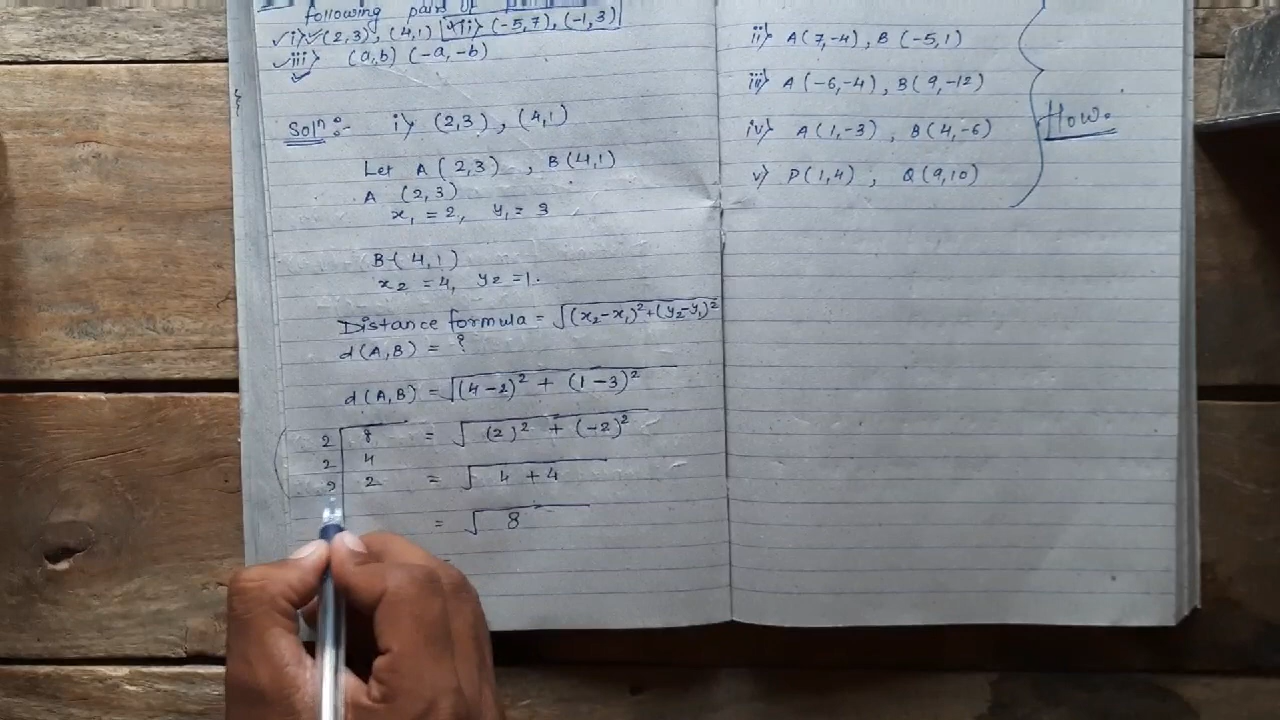 following pairs of
✓i) (2,3), (4,1) ii) (-5,7), (-1,3)
✓iii) (a,b) (-a,-b)
Soln:- i) (2,3), (4,1)
Let A(2,3), B(4,1)
A (2,3)
x₁ = 2, y₁ = 3
B(4,1)
x₂ = 4, y₂ = 1.
Distance formula = √(x₂-x₁)²+(y₂-y₁)²
d(A,B) = ?
d(A,B) = √(4-2)² + (1-3)²
= √(2)² + (-2)²
= √4 + 4
= √8
2 | 8
2 | 4
2 | 2
ii) A(7,-4), B(-5,1)
iii) A(-6,-4), B(9,-12)
iv) A(1,-3), B(4,-6)
v) P(1,4), Q(9,10)
How.